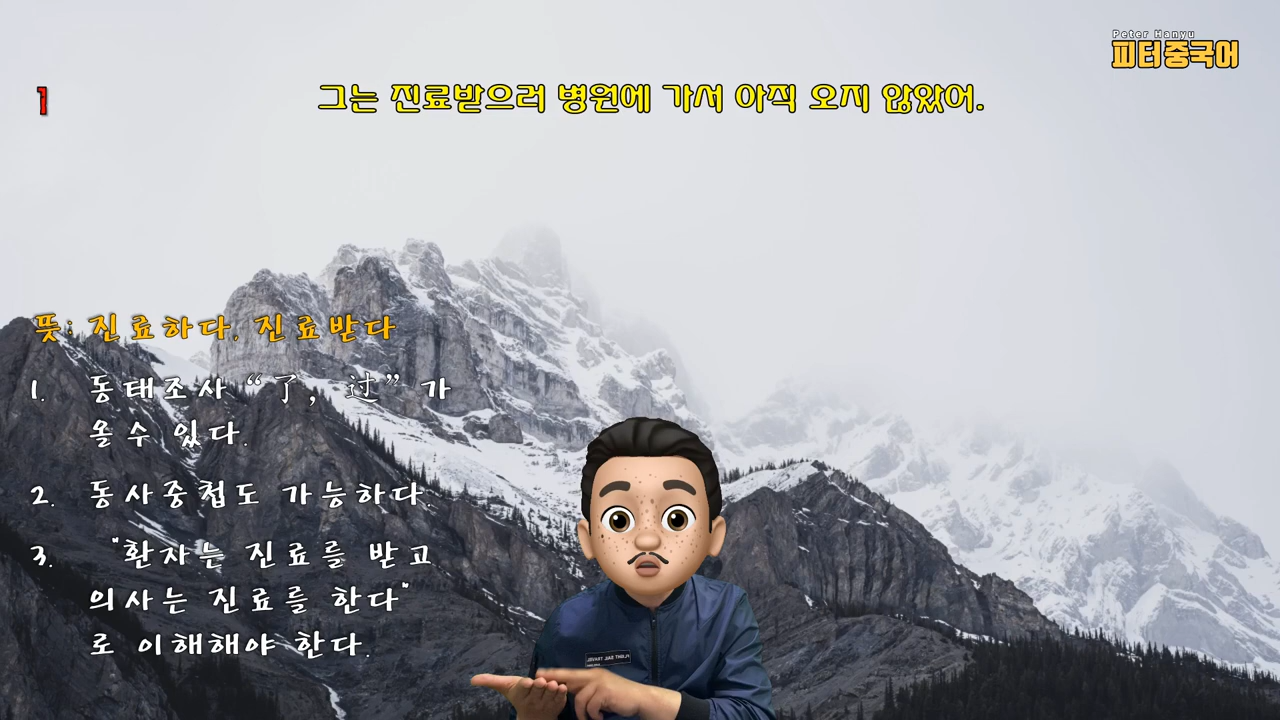 Peter Hanyu
피터중국어
1
그는 진료받으러 병원에 가서 아직 오지 않았어.
뜻: 진료하다, 진료받다
1. 동태조사 “了, 过” 가
올 수 있다.
2. 동사중첩도 가능하다.
3. "환자는 진료를 받고
의사는 진료를 한다"
로 이해해야 한다.